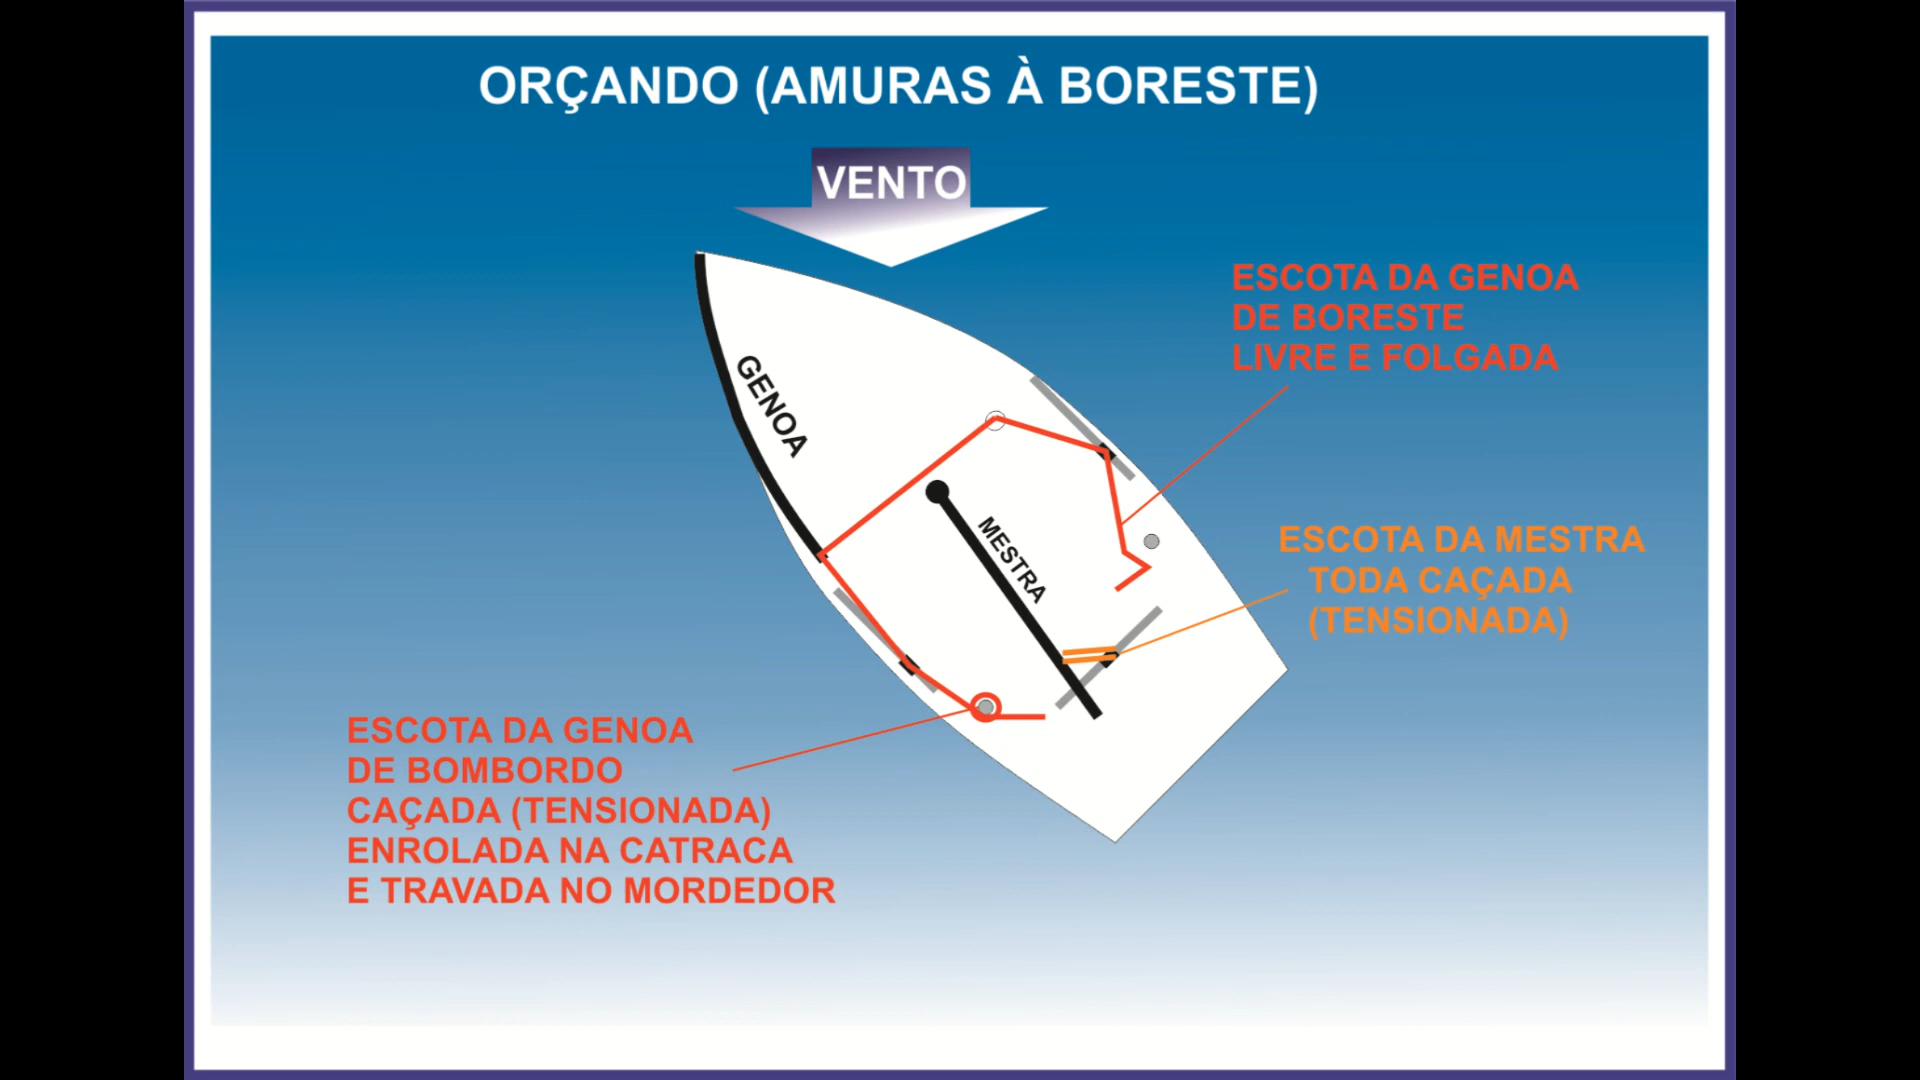 ORÇANDO (AMURAS À BORESTE)
VENTO
ESCOTA DA GENOA
DE BORESTE
LIVRE E FOLGADA
GENOA
MESTRA
ESCOTA DA MESTRA
TODA CAÇADA
(TENSIONADA)
ESCOTA DA GENOA
DE BOMBORDO
CAÇADA (TENSIONADA)
ENROLADA NA CATRACA
E TRAVADA NO MORDEDOR